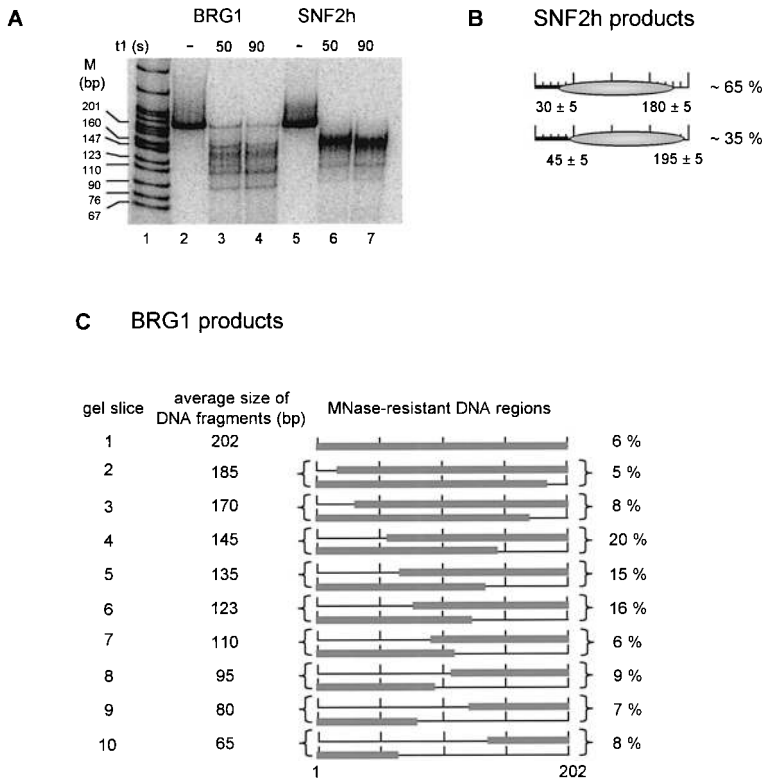 A
BRG1 SNF2h
t1 (s) - 50 90 - 50 90
M
(bp)
201
160
147
123
110
90
76
67
1 2 3 4 5 6 7
B SNF2h products
~ 65 %
30 ± 5 180 ± 5
~ 35 %
45 ± 5 195 ± 5
C BRG1 products
gel slice average size of DNA fragments (bp) MNase-resistant DNA regions
1 202 6 %
2 185 5 %
3 170 8 %
4 145 20 %
5 135 15 %
6 123 16 %
7 110 6 %
8 95 9 %
9 80 7 %
10 65 8 %
1 202